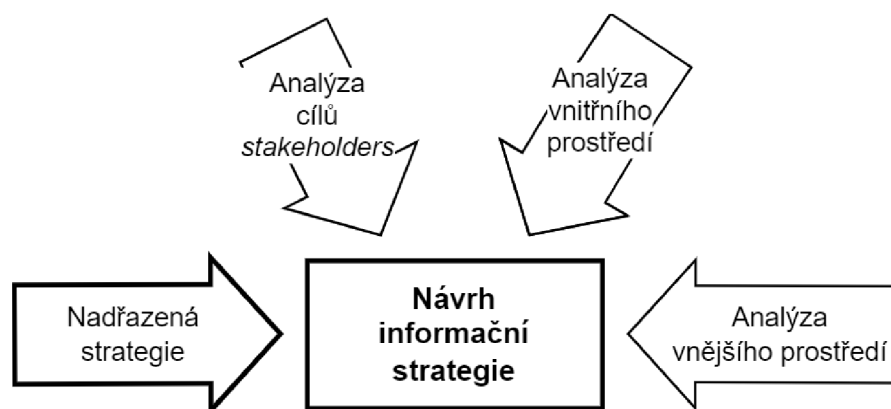 Analýza
cílů
stakeholders
Analýza
vnitřního
prostředí
Nadřazená
strategie
Návrh
informační
strategie
Analýza
vnějšího prostředí